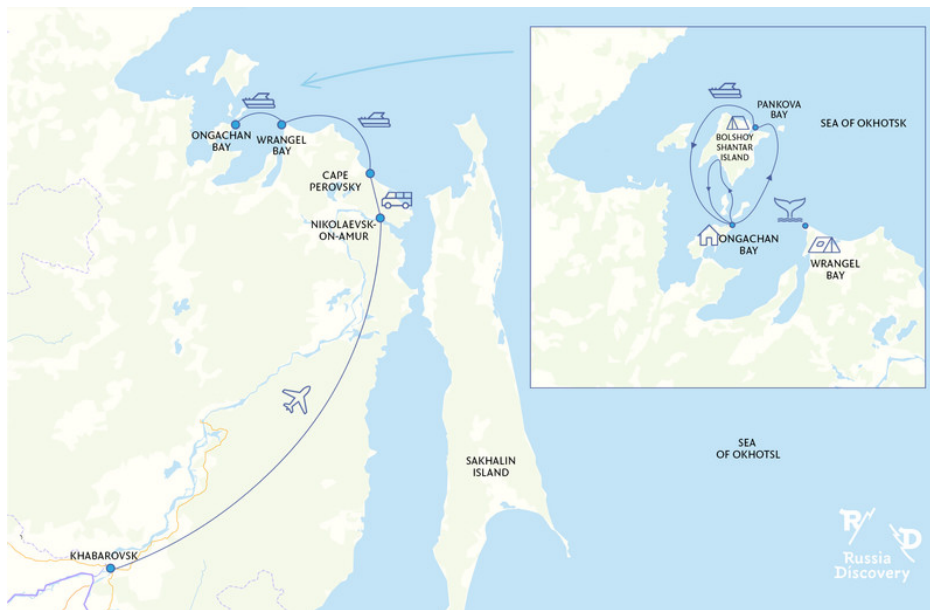 ONGACHAN
BAY
WRANGEL
BAY
CAPE
PEROVSKY
NIKOLAEVSK-
ON-AMUR
KHABAROVSK
SAKHALIN
ISLAND
SEA
OF OKHOTSL
PANKOVA
BAY
SEA OF OKHOTSK
BOLSHOY
SHANTAR
ISLAND
ONGACHAN
BAY
WRANGEL
BAY
R D
Russia
Discovery